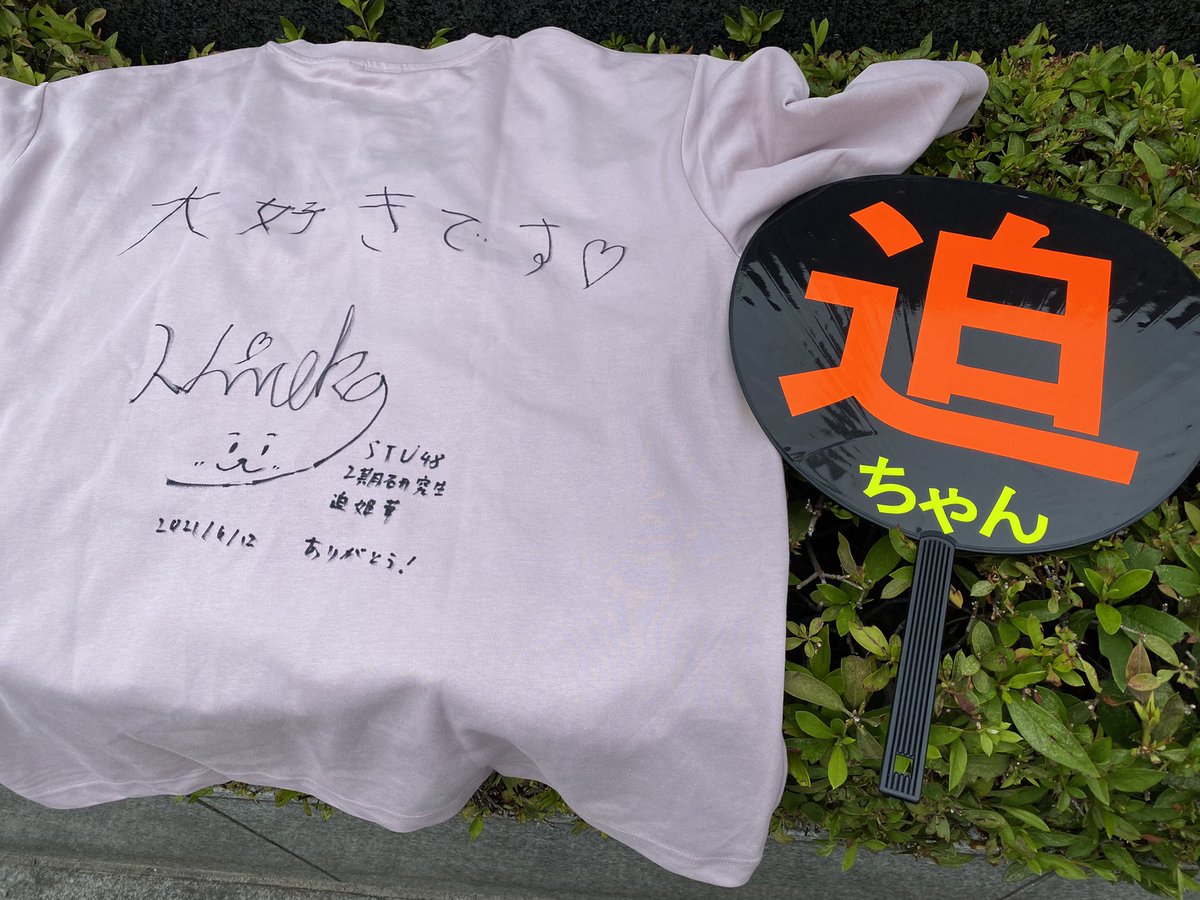 大好きです♡
Himeka
STU48
2期研究生
迫姫華
2021/6/12 ありがとう!
迫
ちゃん